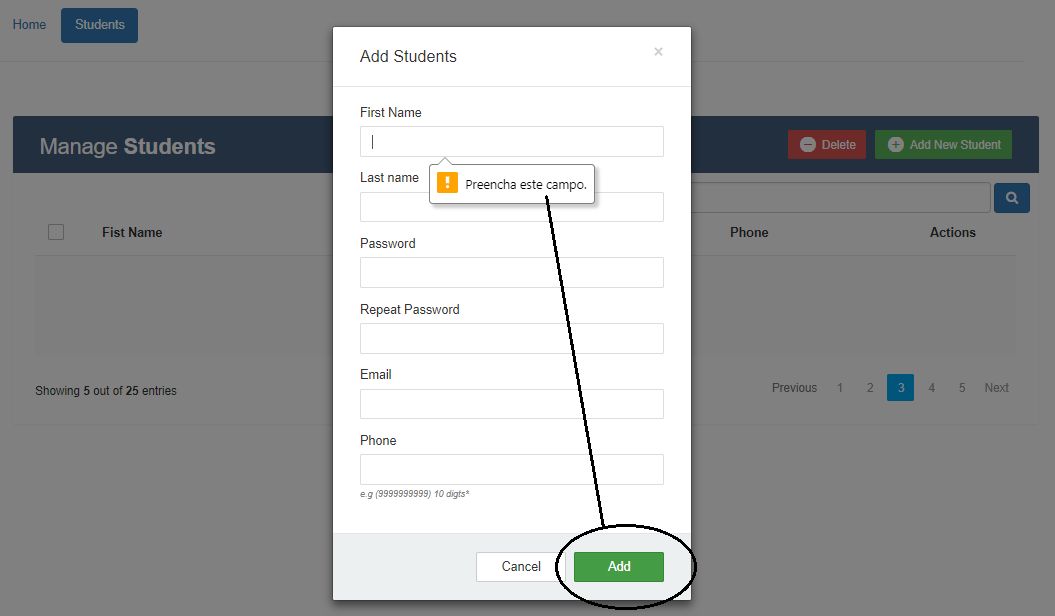 Home Students
Add Students ×
Manage Students
Delete Add New Student
First Name
Preencha este campo.
Last name
Fist Name Phone Actions
Password
Repeat Password
Email
Phone
e.g (9999999999) 10 digts*
Showing 5 out of 25 entries
Previous 1 2 3 4 5 Next
Cancel Add